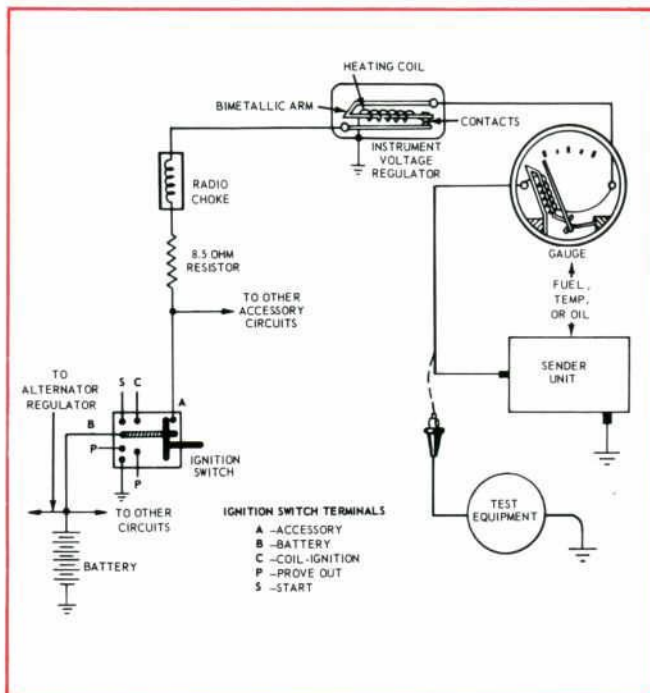 HEATING COIL
BIMETALLIC ARM
CONTACTS
INSTRUMENT
VOLTAGE
REGULATOR
RADIO
CHOKE
8.5 OHM
RESISTOR
GAUGE
FUEL,
TEMP,
OR OIL
TO OTHER
ACCESSORY
CIRCUITS
SENDER
UNIT
TO
ALTERNATOR
REGULATOR
S C
A
B
P
IGNITION
SWITCH
P
TO OTHER
CIRCUITS
BATTERY
IGNITION SWITCH TERMINALS
A -ACCESSORY
B -BATTERY
C -COIL-IGNITION
P -PROVE OUT
S -START
TEST
EQUIPMENT